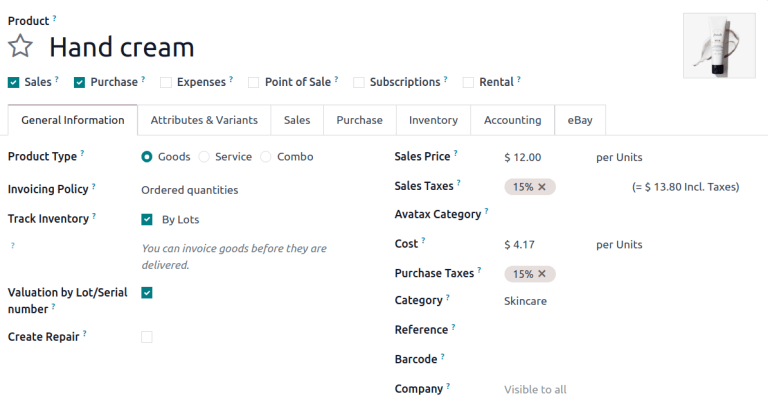 Product ?
Hand cream
Sales ? Purchase ? Expenses ? Point of Sale ? Subscriptions ? Rental ?
General Information Attributes & Variants Sales Purchase Inventory Accounting eBay
Product Type ? Goods Service Combo
Sales Price ? $ 12.00 per Units
Invoicing Policy ? Ordered quantities
Sales Taxes ? 15% × (= $ 13.80 Incl. Taxes)
Track Inventory ? By Lots
Avatax Category ?
? You can invoice goods before they are
delivered.
Cost ? $ 4.17 per Units
Purchase Taxes ? 15% ×
Valuation by Lot/Serial
number ?
Category ? Skincare
Create Repair ?
Reference ?
Barcode ?
Company ? Visible to all